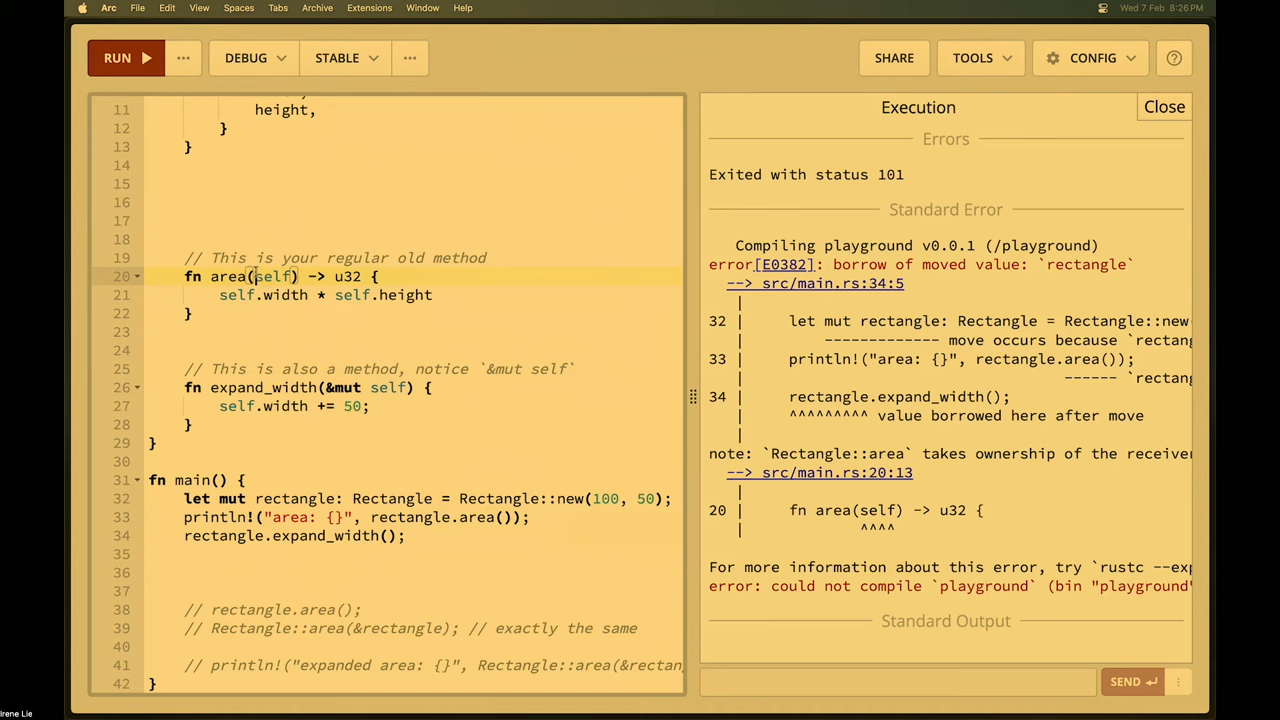 Arc File Edit View Spaces Tabs Archive Extensions Window Help Wed 7 Feb 8:26 PM
RUN DEBUG STABLE SHARE TOOLS CONFIG
11 height,
12 }
13 }
14
15
16
17
18
19 // This is your regular old method
20 fn area(self) -> u32 {
21 self.width * self.height
22 }
23
24
25 // This is also a method, notice `&mut self`
26 fn expand_width(&mut self) {
27 self.width += 50;
28 }
29 }
30
31 fn main() {
32 let mut rectangle: Rectangle = Rectangle::new(100, 50);
33 println!("area: {}", rectangle.area());
34 rectangle.expand_width();
35
36
37
38 // rectangle.area();
39 // Rectangle::area(&rectangle); // exactly the same
40
41 // println!("expanded area: {}", Rectangle::area(&rectan
42 }
Execution
Close
Errors
Exited with status 101
Standard Error
Compiling playground v0.0.1 (/playground)
error[E0382]: borrow of moved value: `rectangle`
--> src/main.rs:34:5
|
32 | let mut rectangle: Rectangle = Rectangle::new
| ------------- move occurs because `rectang
33 | println!("area: {}", rectangle.area());
| ------ `rectang
34 | rectangle.expand_width();
| ^^^^^^^^^ value borrowed here after move
|
note: `Rectangle::area` takes ownership of the receiver
--> src/main.rs:20:13
|
20 | fn area(self) -> u32 {
| ^^^^
For more information about this error, try `rustc --exp
error: could not compile `playground` (bin "playground"
Standard Output
SEND
Irene Lie